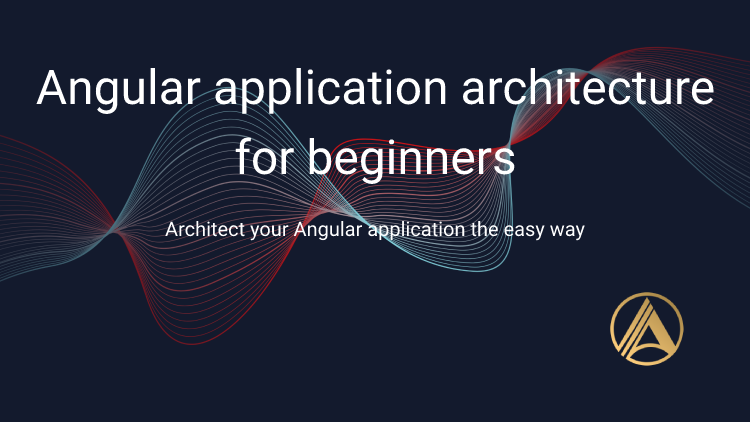 Angular application architecture
for beginners
Architect your Angular application the easy way